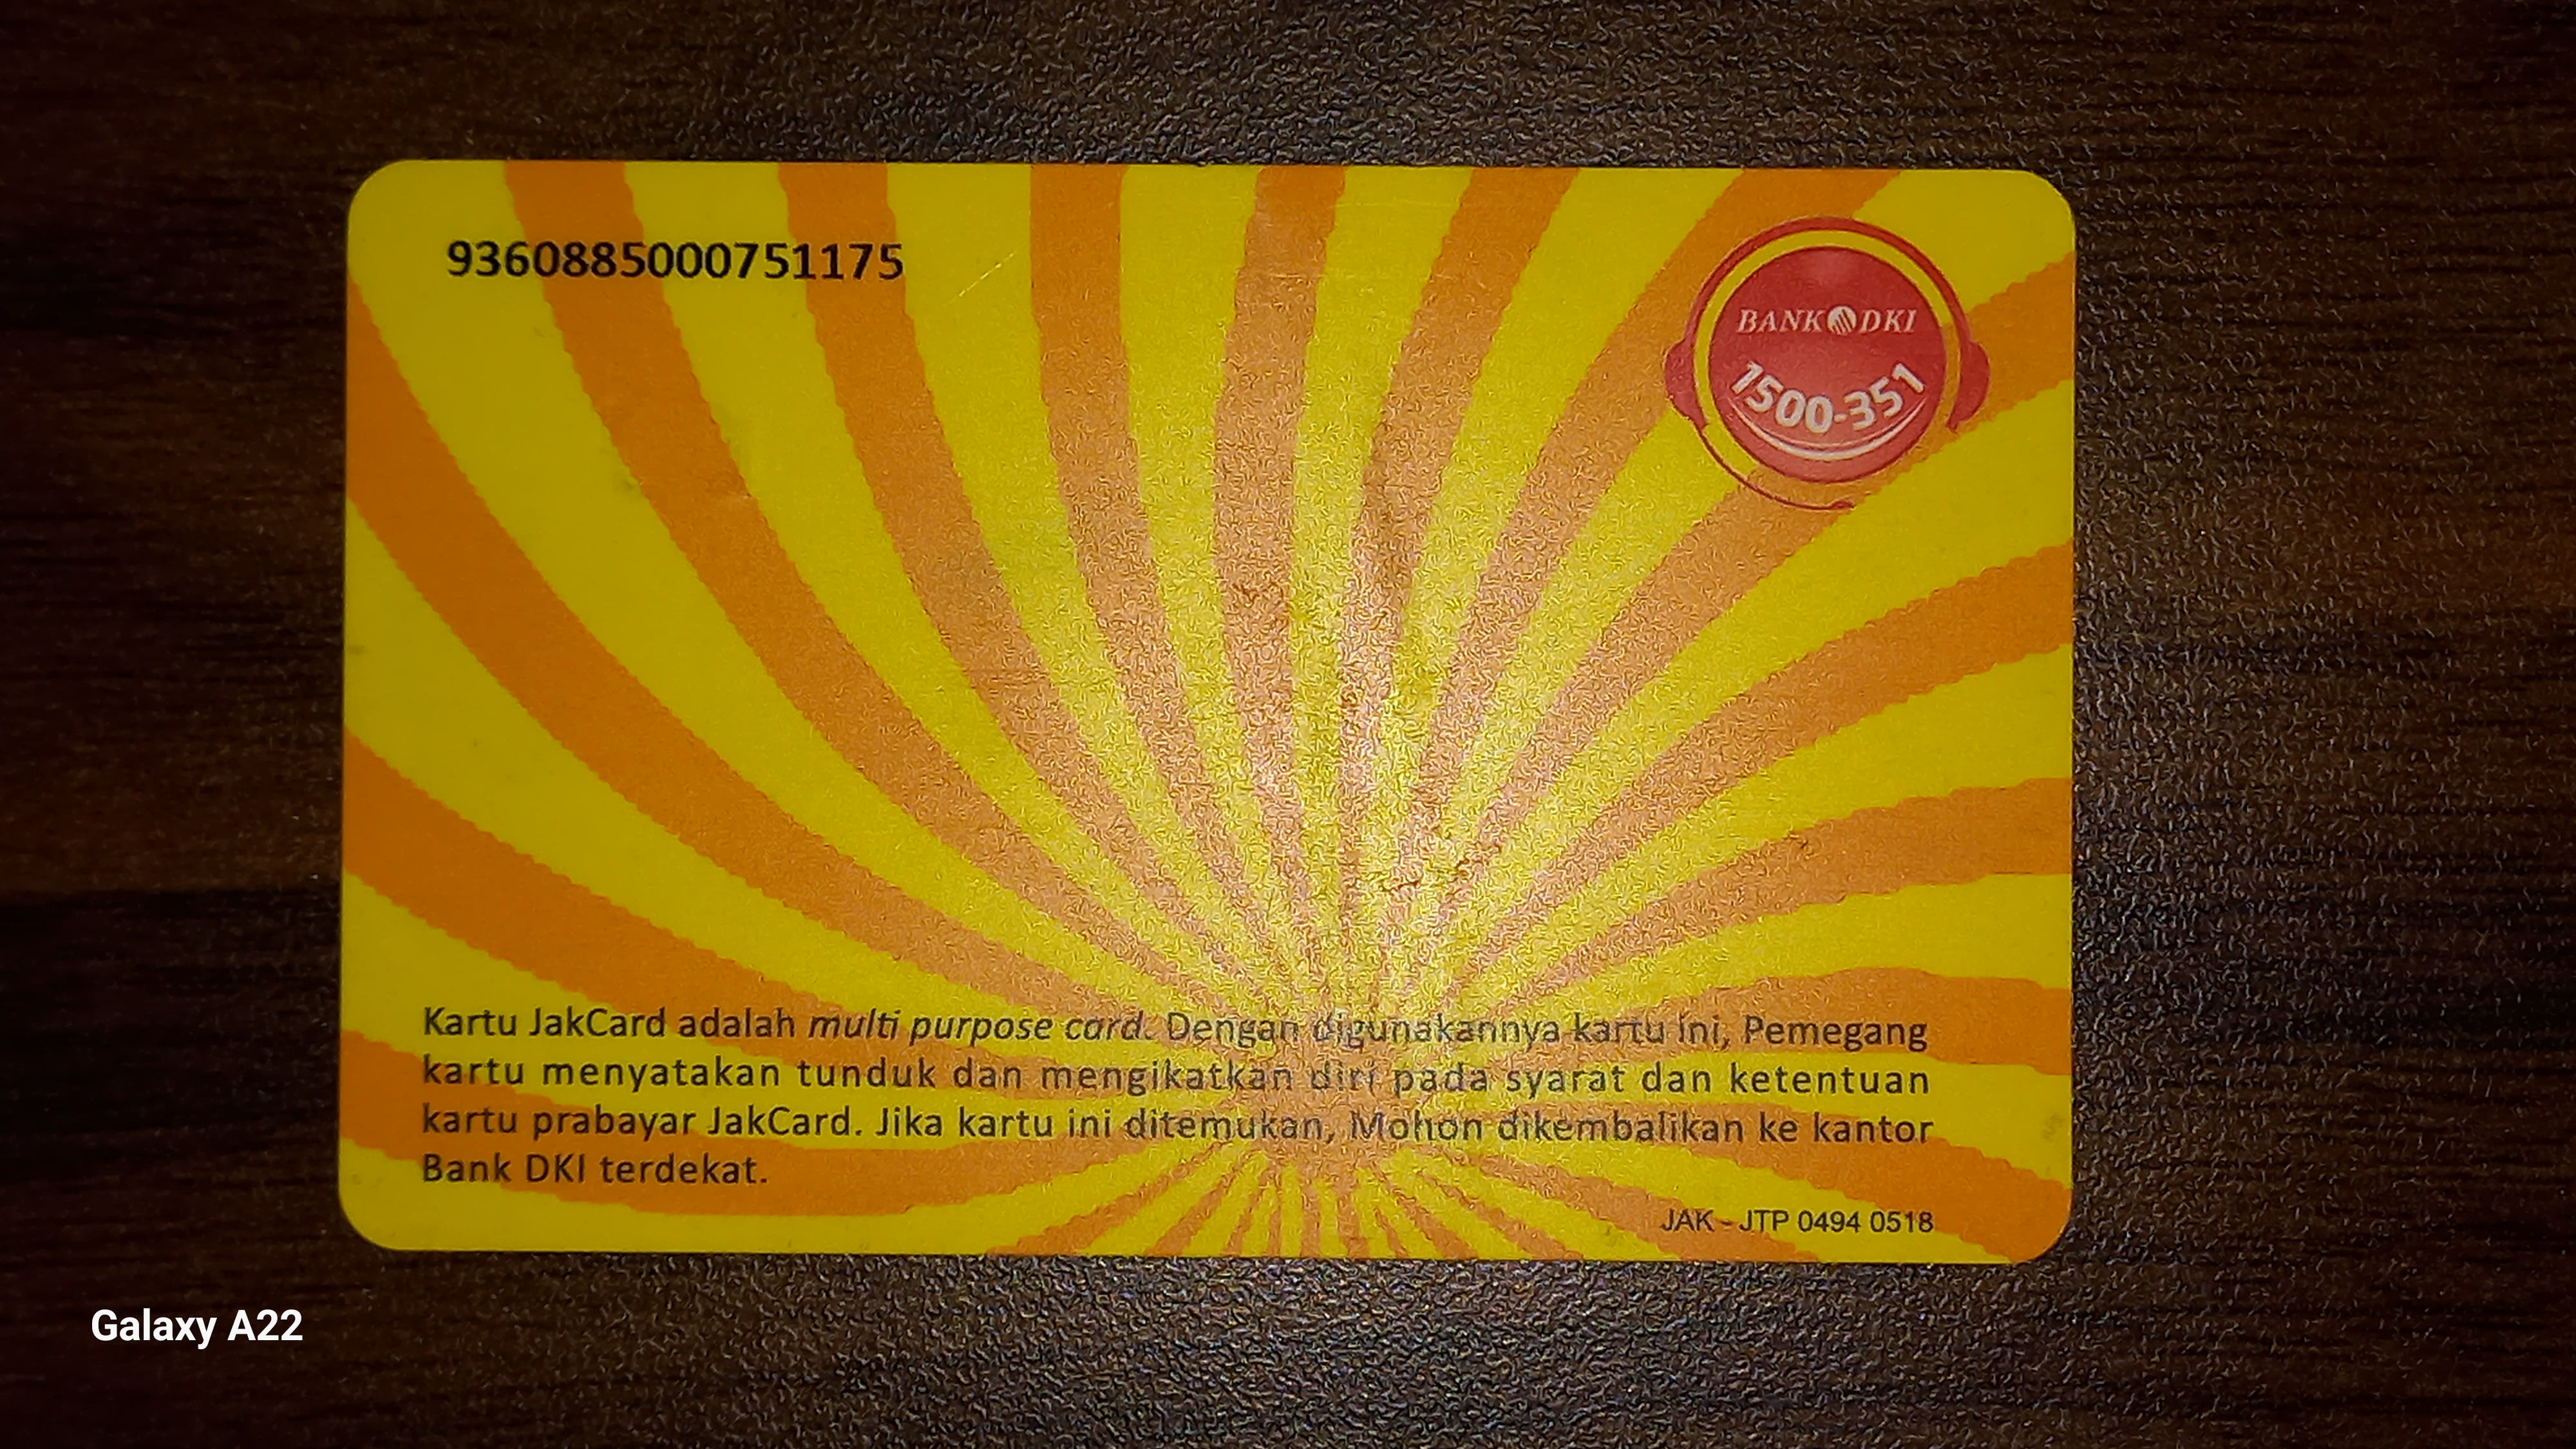 9360885000751175
BANK DKI
1500-351
Kartu JakCard adalah multi purpose card. Dengan digunakannya kartu ini, Pemegang
kartu menyatakan tunduk dan mengikatkan diri pada syarat dan ketentuan
kartu prabayar JakCard. Jika kartu ini ditemukan, Mohon dikembalikan ke kantor
Bank DKI terdekat.
JAK - JTP 0494 0518
Galaxy A22